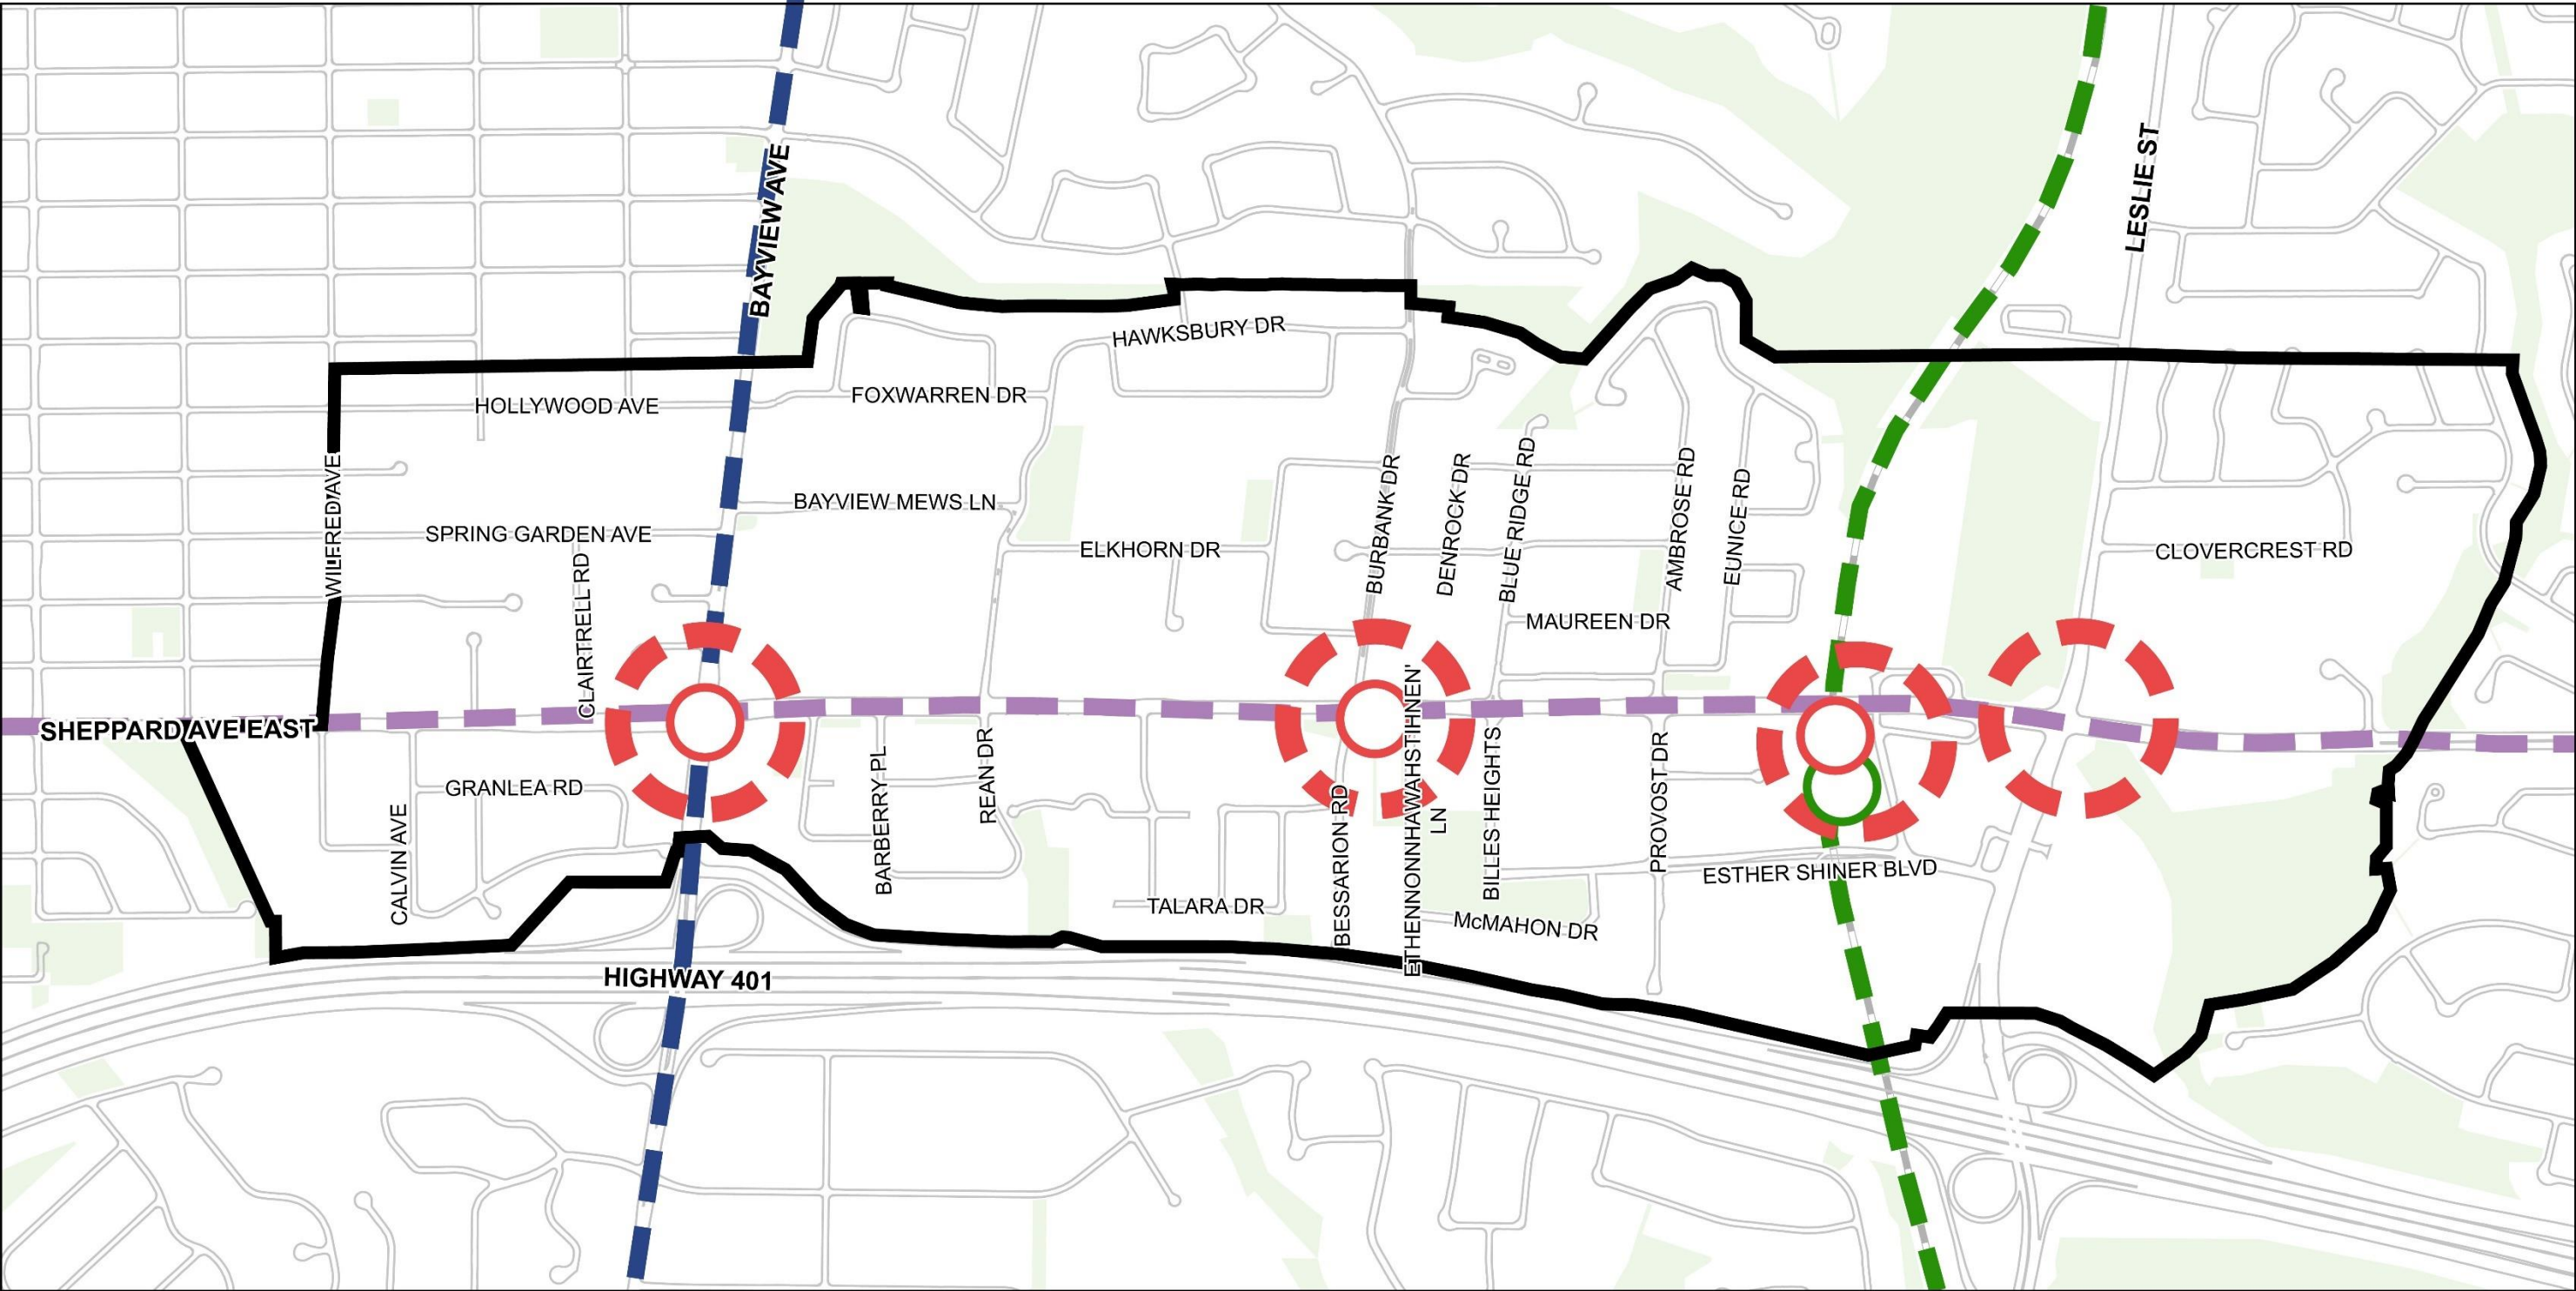 BAYVIEW AVE
LESLIE ST
HAWKSBURY DR
FOXWARREN DR
HOLLYWOOD AVE
WILFRED AVE
BAYVIEW MEWS LN
SPRING GARDEN AVE
ELKHORN DR
BURBANK DR
DENROCK DR
BLUE RIDGE RD
AMBROSE RD
EUNICE RD
CLOVERCREST RD
CLAIRTRELL RD
MAUREEN DR
SHEPPARD AVE EAST
GRANLEA RD
CALVIN AVE
BARBERRY PL
REAN DR
BESSARION RD
ETHENNONNHAWAHSTIHNEN'
LN
BILLES HEIGHTS
PROVOST DR
ESTHER SHINER BLVD
TALARA DR
McMAHON DR
HIGHWAY 401